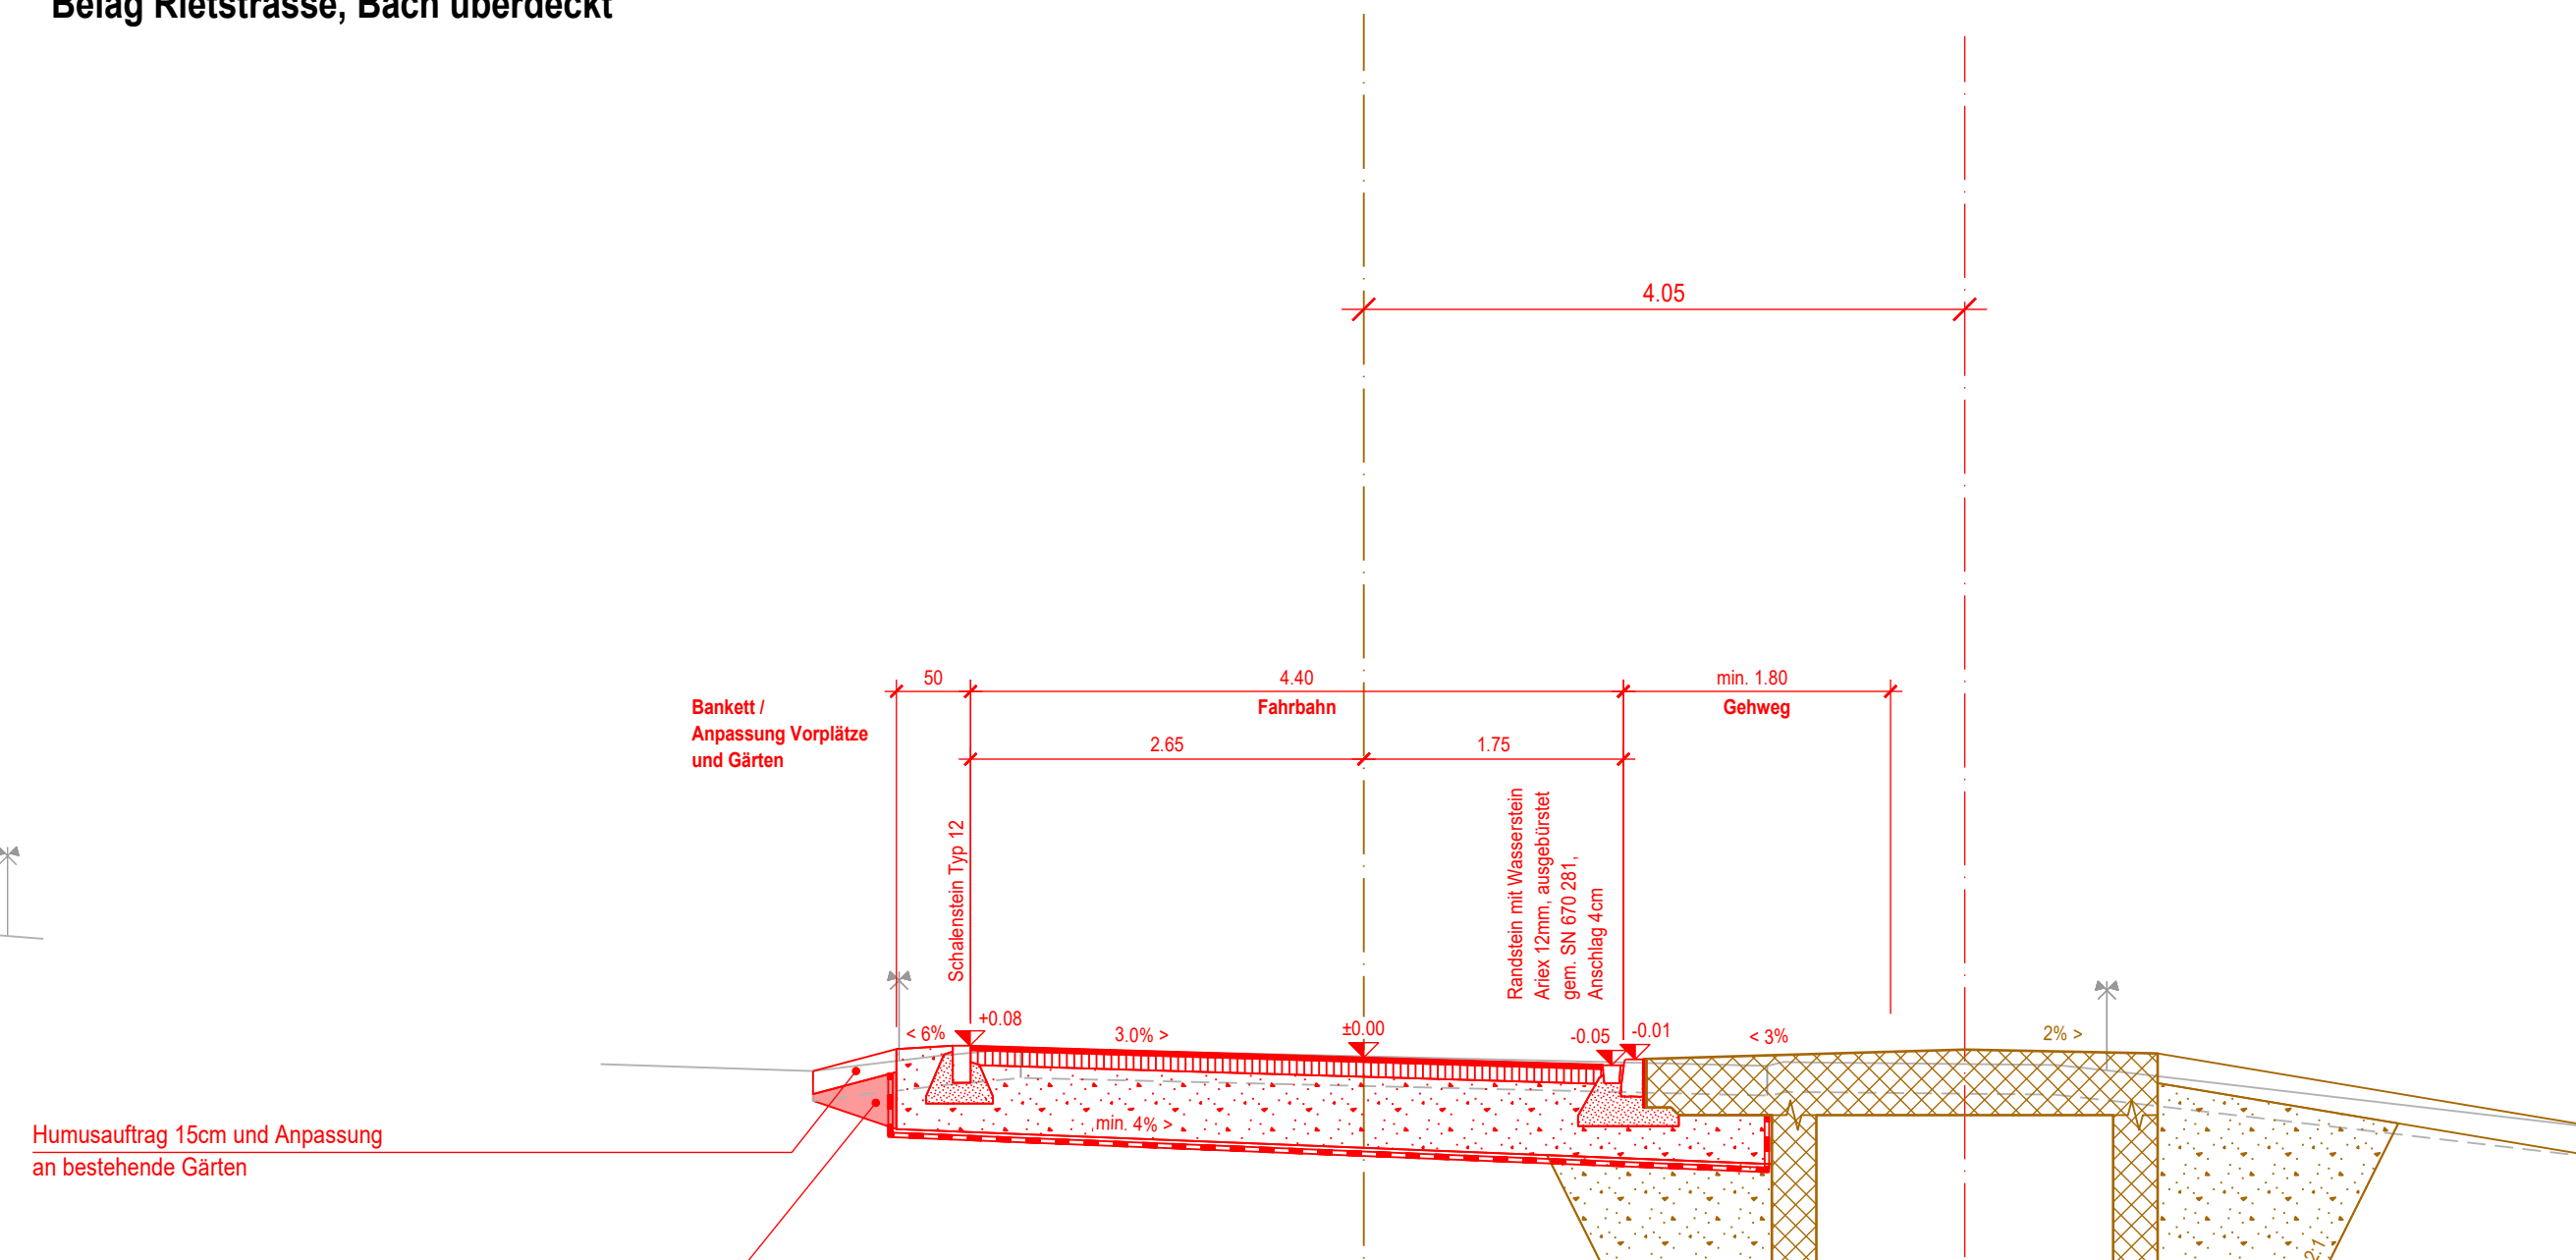 Belag Rietstrasse, Bach überdeckt
4.05
50
4.40
min. 1.80
Bankett /
Anpassung Vorplätze
und Gärten
Fahrbahn
Gehweg
2.65
1.75
Schalenstein Typ 12
Randstein mit Wasserstein
Ariex 12mm, ausgebürstet
gem. SN 670 281,
Anschlag 4cm
< 6%
+0.08
3.0% >
±0.00
-0.05
-0.01
< 3%
2% >
min. 4% >
Humusauftrag 15cm und Anpassung
an bestehende Gärten
2:1